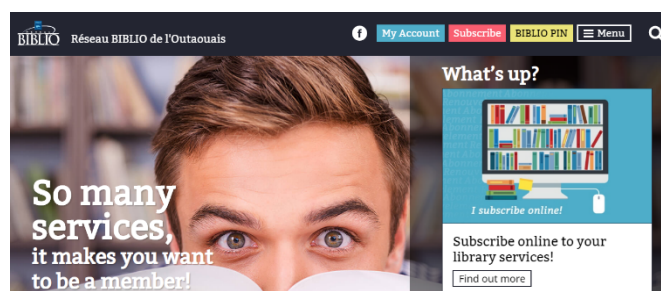 BIBLIO Réseau BIBLIO de l'Outaouais
f My Account Subscribe BIBLIO PIN Menu
What's up?
So many
services,
it makes you want
to be a member!
I subscribe online!
Subscribe online to your
library services!
Find out more